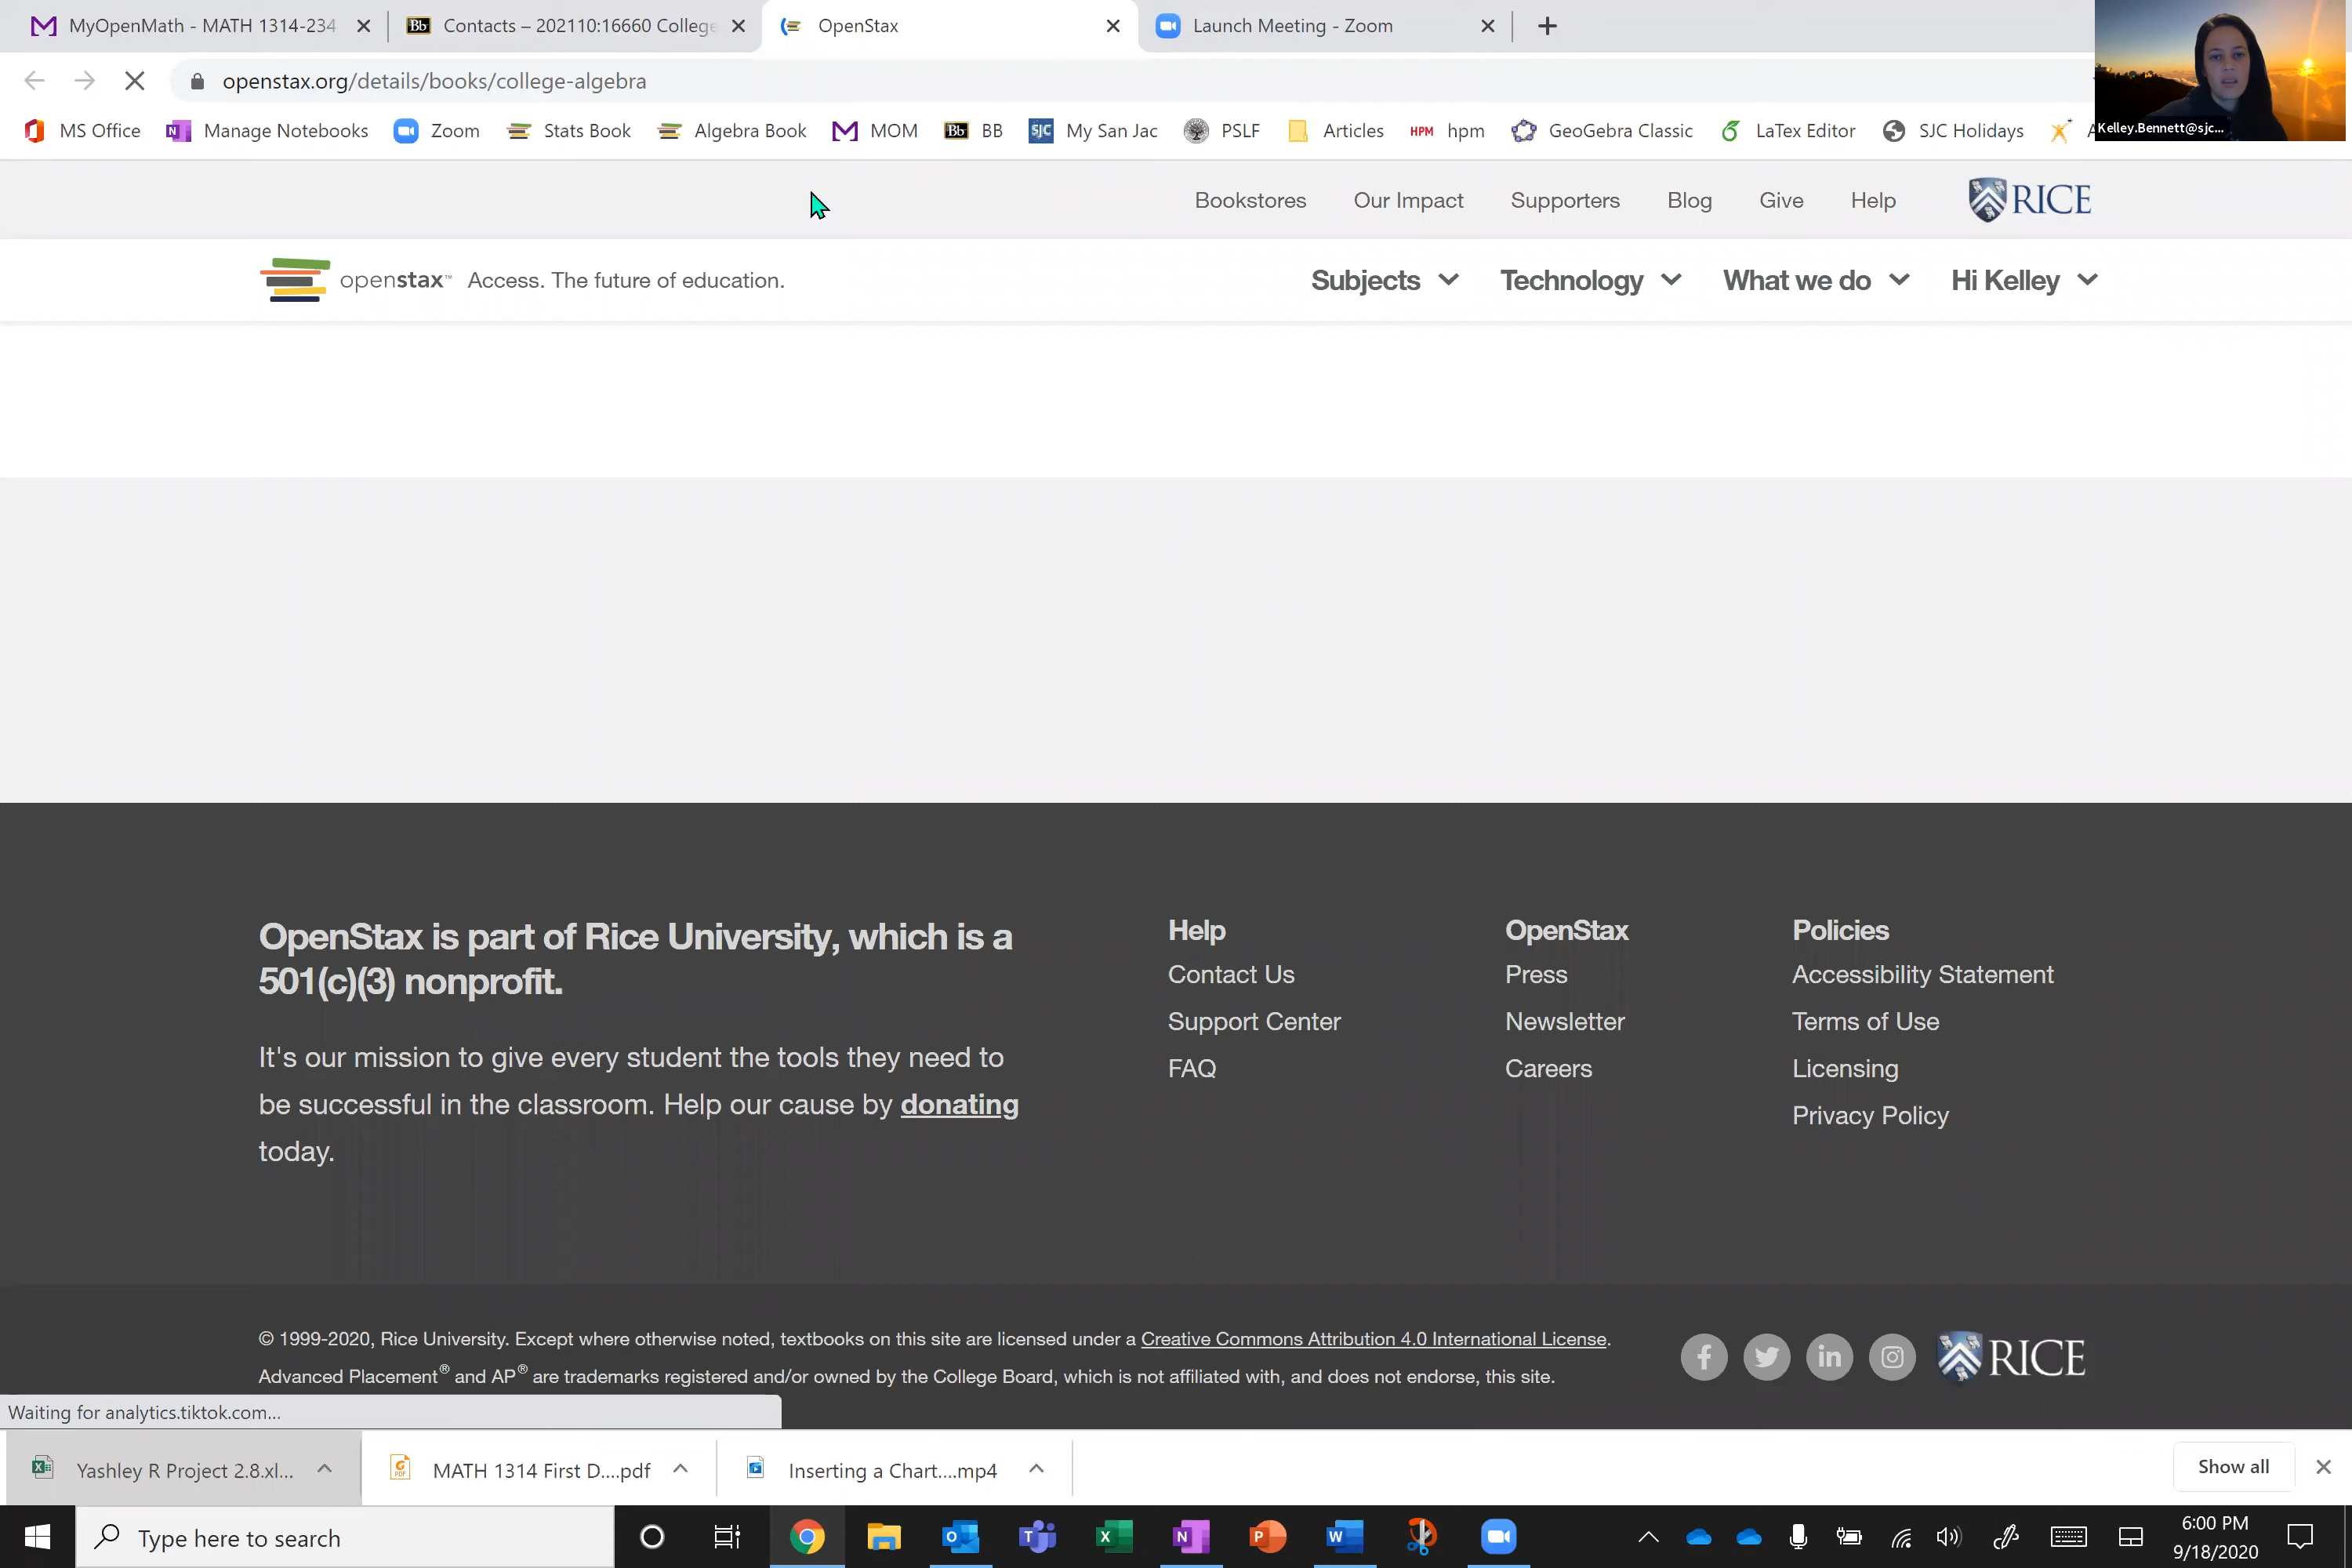 MyOpenMath - MATH 1314-234
Contacts – 202110:16660 College
OpenStax
Launch Meeting - Zoom
openstax.org/details/books/college-algebra
MS Office
Manage Notebooks
Zoom
Stats Book
Algebra Book
MOM
Bb BB
SJC My San Jac
PSLF
Articles
HPM hpm
GeoGebra Classic
LaTex Editor
SJC Holidays
Kelley.Bennett@sjc...
Bookstores
Our Impact
Supporters
Blog
Give
Help
RICE
openstax™ Access. The future of education.
Subjects
Technology
What we do
Hi Kelley
OpenStax is part of Rice University, which is a
501(c)(3) nonprofit.
It's our mission to give every student the tools they need to
be successful in the classroom. Help our cause by donating
today.
Help
Contact Us
Support Center
FAQ
OpenStax
Press
Newsletter
Careers
Policies
Accessibility Statement
Terms of Use
Licensing
Privacy Policy
© 1999-2020, Rice University. Except where otherwise noted, textbooks on this site are licensed under a Creative Commons Attribution 4.0 International License.
Advanced Placement® and AP® are trademarks registered and/or owned by the College Board, which is not affiliated with, and does not endorse, this site.
RICE
Waiting for analytics.tiktok.com...
Yashley R Project 2.8.xl...
MATH 1314 First D....pdf
Inserting a Chart....mp4
Show all
Type here to search
6:00 PM
9/18/2020